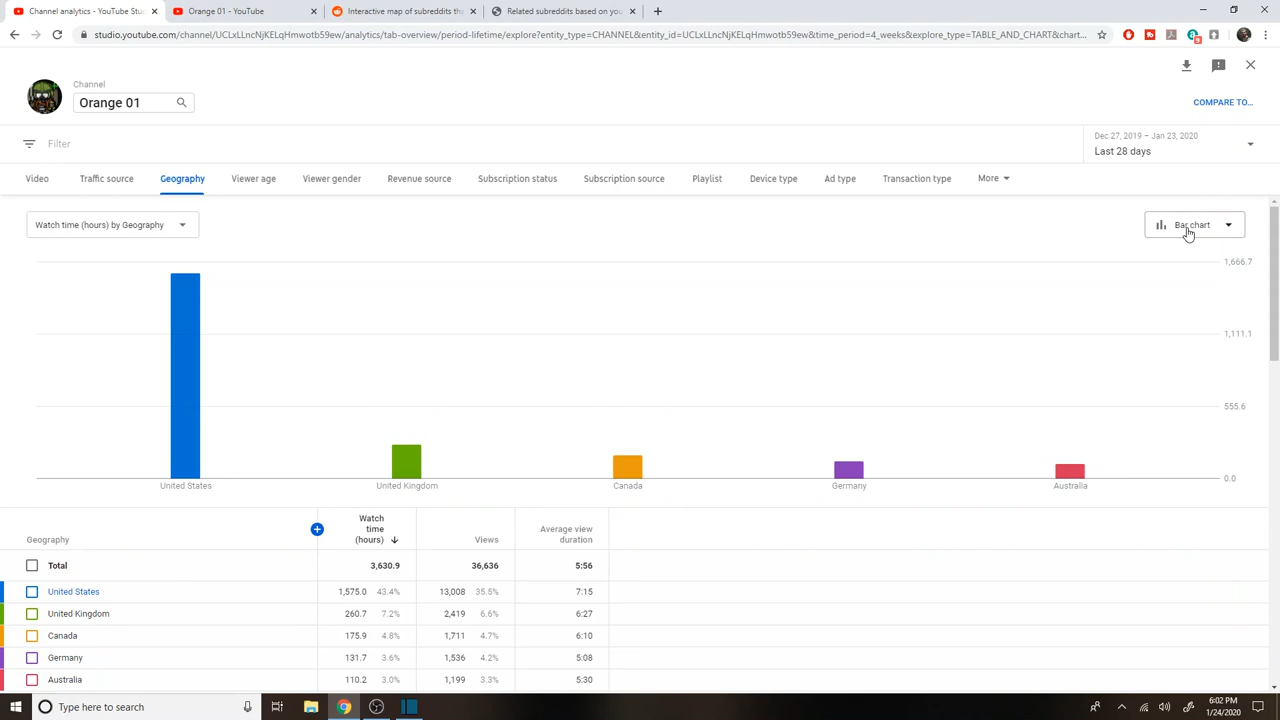 Channel analytics - YouTube Stu
Orange 01 - YouTube
Interactive map of subreddits tha
Related subreddits based on you
studio.youtube.com/channel/UCLxLLncNjKELqHmwotb59ew/analytics/tab-overview/period-lifetime/explore?entity_type=CHANNEL&entity_id=UCLxLLncNjKELqHmwotb59ew&time_period=4_weeks&explore_type=TABLE_AND_CHART&chart...
Channel
Orange 01
COMPARE TO...
Filter
Dec 27, 2019 – Jan 23, 2020
Last 28 days
Video Traffic source Geography Viewer age Viewer gender Revenue source Subscription status Subscription source Playlist Device type Ad type Transaction type More
Watch time (hours) by Geography
Bar chart
1,666.7
1,111.1
555.6
0.0
United States United Kingdom Canada Germany Australia
Geography Watch time (hours) Views Average view duration
Total 3,630.9 36,636 5:56
United States 1,575.0 43.4% 13,008 35.5% 7:15
United Kingdom 260.7 7.2% 2,419 6.6% 6:27
Canada 175.9 4.8% 1,711 4.7% 6:10
Germany 131.7 3.6% 1,536 4.2% 5:08
Australia 110.2 3.0% 1,199 3.3% 5:30
Type here to search
6:02 PM
1/24/2020